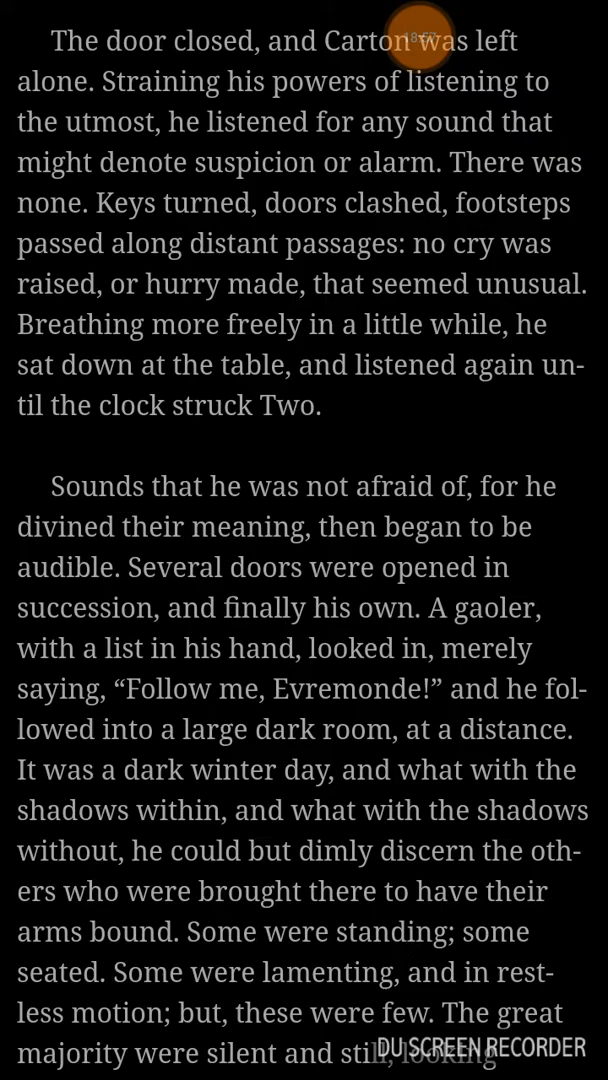 The door closed, and Carton was left
alone. Straining his powers of listening to
the utmost, he listened for any sound that
might denote suspicion or alarm. There was
none. Keys turned, doors clashed, footsteps
passed along distant passages: no cry was
raised, or hurry made, that seemed unusual.
Breathing more freely in a little while, he
sat down at the table, and listened again un-
til the clock struck Two.
Sounds that he was not afraid of, for he
divined their meaning, then began to be
audible. Several doors were opened in
succession, and finally his own. A gaoler,
with a list in his hand, looked in, merely
saying, “Follow me, Evremonde!” and he fol-
lowed into a large dark room, at a distance.
It was a dark winter day, and what with the
shadows within, and what with the shadows
without, he could but dimly discern the oth-
ers who were brought there to have their
arms bound. Some were standing; some
seated. Some were lamenting, and in rest-
less motion; but, these were few. The great
majority were silent and still, looking
DU SCREEN RECORDER